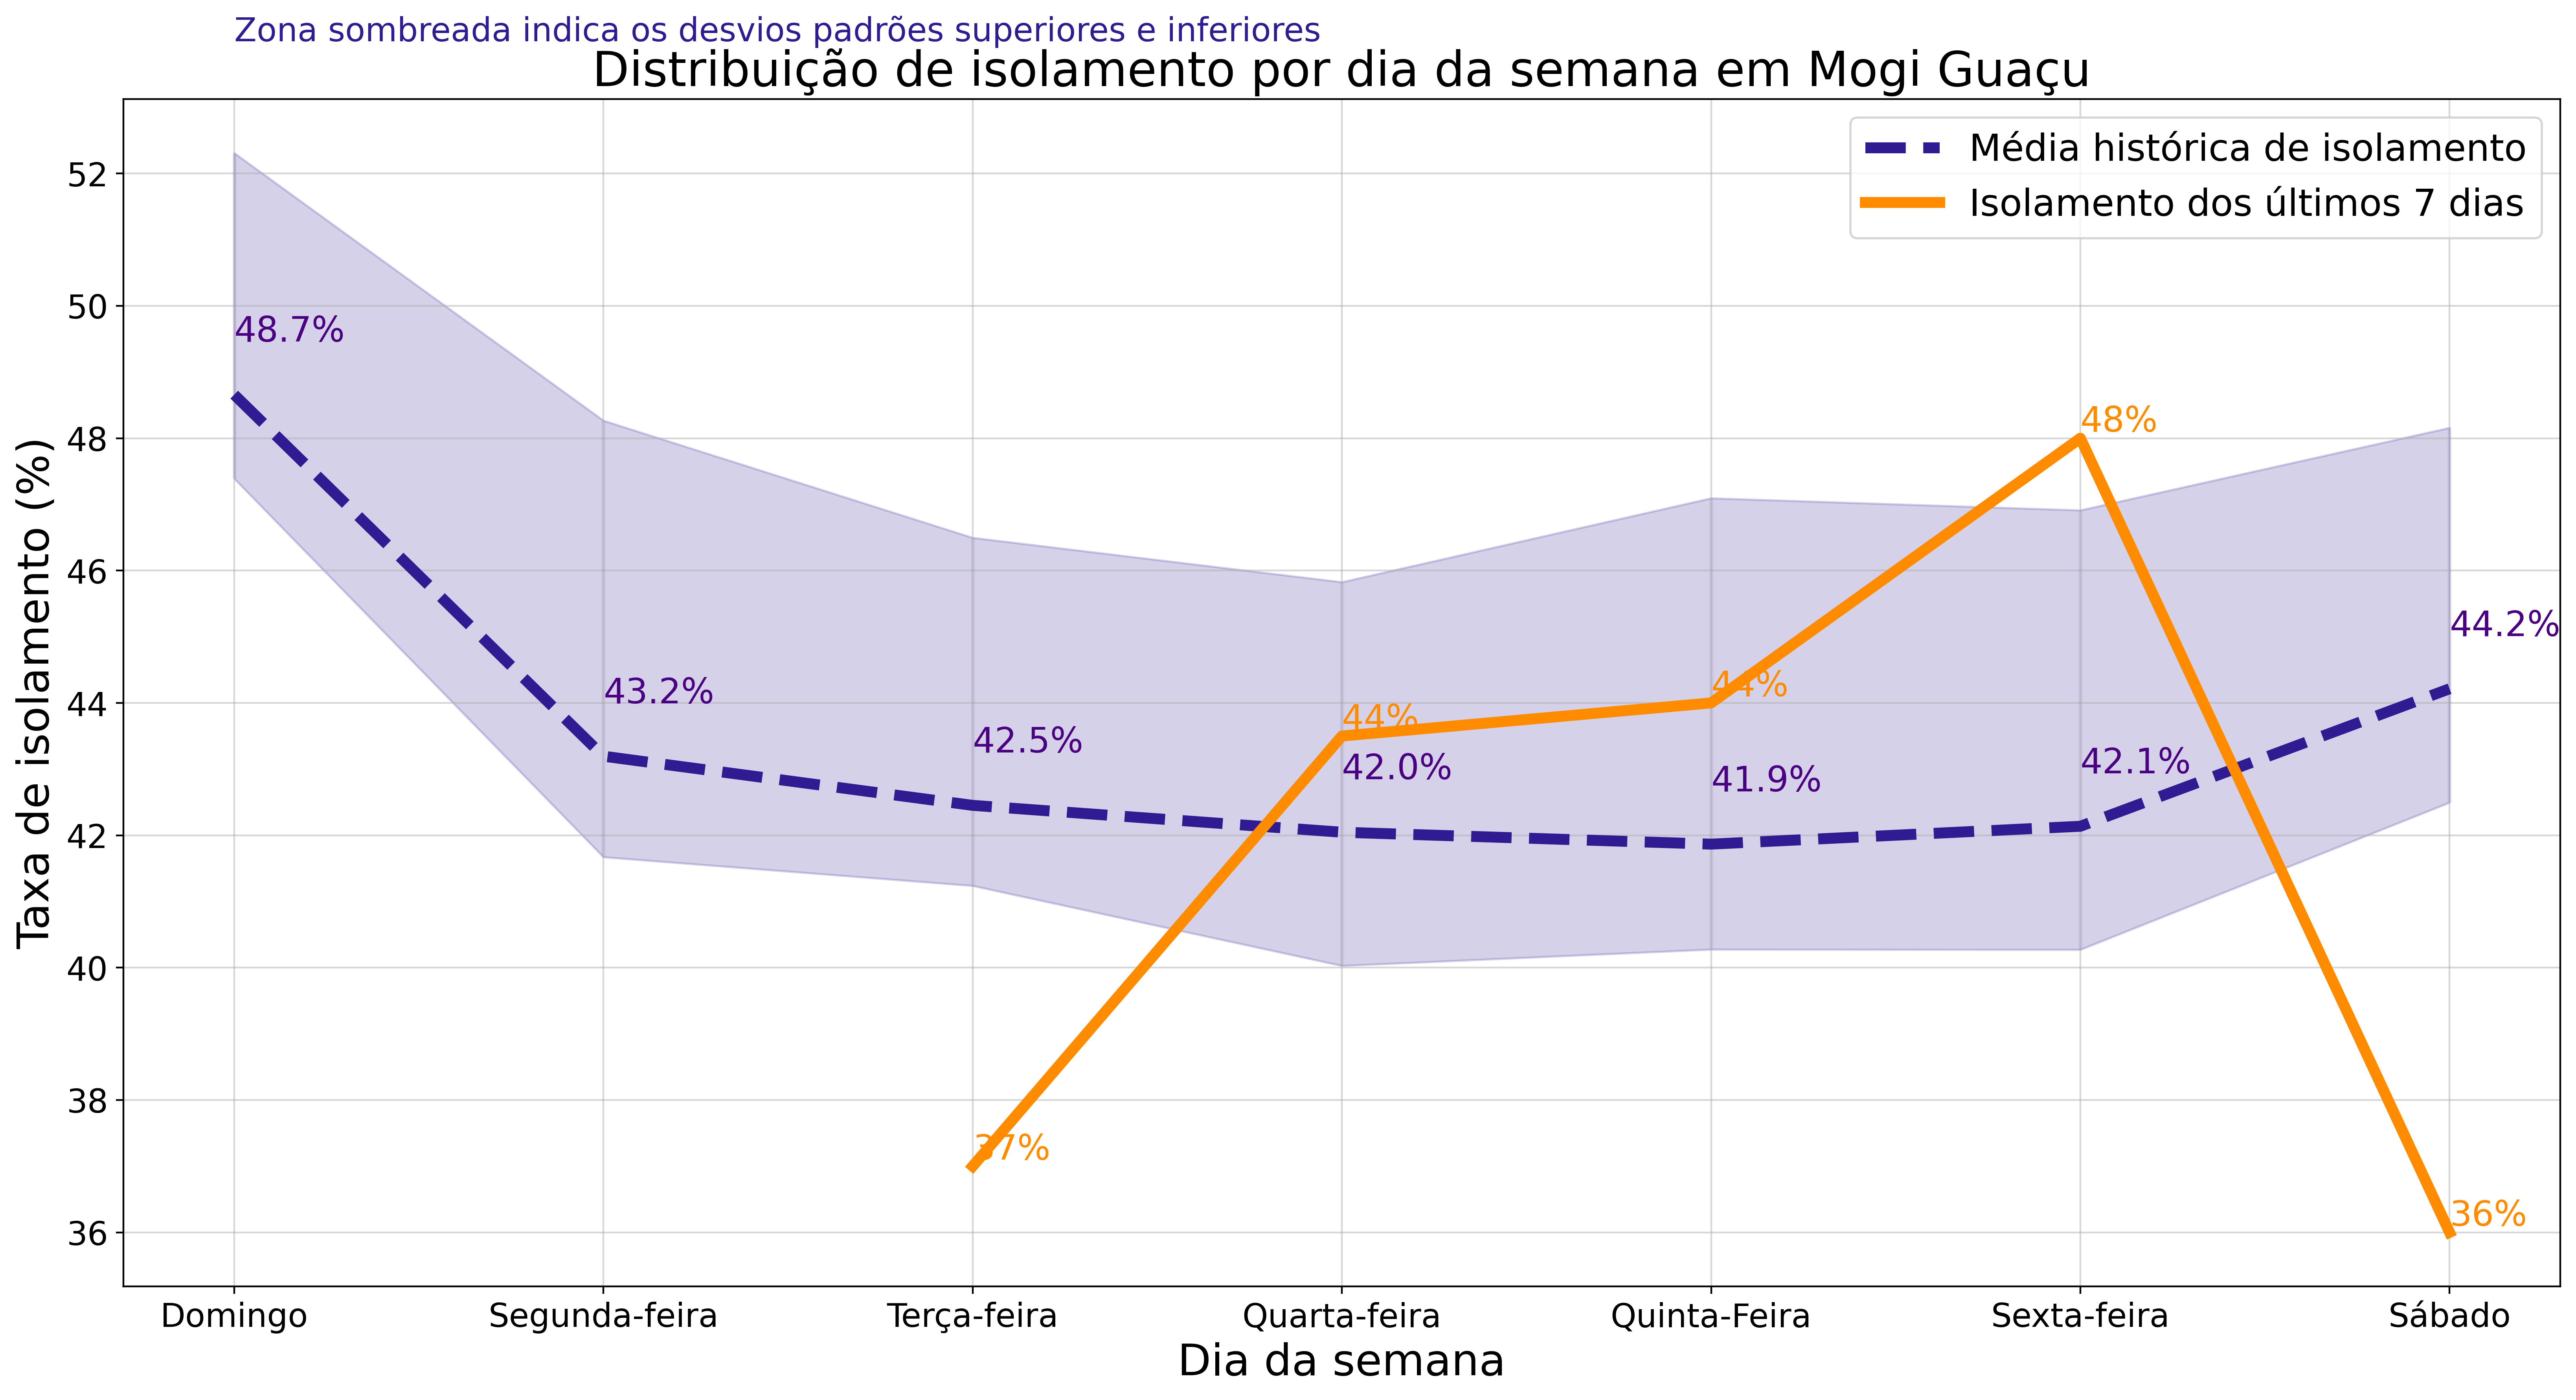 Zona sombreada indica os desvios padrões superiores e inferiores
Distribuição de isolamento por dia da semana em Mogi Guaçu
Média histórica de isolamento
Isolamento dos últimos 7 dias
Taxa de isolamento (%)
52
50
48
46
44
42
40
38
36
48.7%
43.2%
42.5%
42.0%
41.9%
42.1%
44.2%
37%
44%
44%
48%
36%
Domingo
Segunda-feira
Terça-feira
Quarta-feira
Quinta-Feira
Sexta-feira
Sábado
Dia da semana